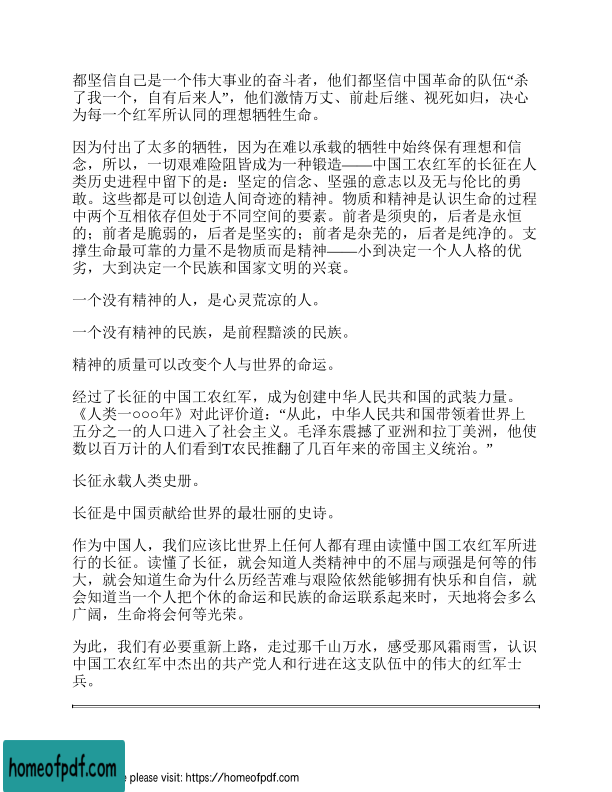 都坚信自己是一个伟大事业的奋斗者，他们都坚信中国革命的队伍“杀
了我一个，自有后来人”，他们激情万丈、前赴后继、视死如归，决心
为每一个红军所认同的理想牺牲生命。
因为付出了太多的牺牲，因为在难以承载的牺牲中始终保有理想和信
念，所以，一切艰难险阻皆成为一种锻造——中国工农红军的长征在人
类历史进程中留下的是：坚定的信念、坚强的意志以及无与伦比的勇
敢。这些都是可以创造人间奇迹的精神。物质和精神是认识生命的过程
中两个互相依存但处于不同空间的要素。前者是须臾的，后者是永恒
的；前者是脆弱的，后者是坚实的；前者是杂芜的，后者是纯净的。支
撑生命最可靠的力量不是物质而是精神——小到决定一个人人格的优
劣，大到决定一个民族和国家文明的兴衰。
一个没有精神的人，是心灵荒凉的人。
一个没有精神的民族，是前程黯淡的民族。
精神的质量可以改变个人与世界的命运。
经过了长征的中国工农红军，成为创建中华人民共和国的武装力量。
《人类一○○○年》对此评价道：“从此，中华人民共和国带领着世界上
五分之一的人口进入了社会主义。毛泽东震撼了亚洲和拉丁美洲，他使
数以百万计的人们看到T农民推翻了几百年来的帝国主义统治。”
长征永载人类史册。
长征是中国贡献给世界的最壮丽的史诗。
作为中国人，我们应该比世界上任何人都有理由读懂中国工农红军所进
行的长征。读懂了长征，就会知道人类精神中的不屈与顽强是何等的伟
大，就会知道生命为什么历经苦难与艰险依然能够拥有快乐和自信，就
会知道当一个人把个休的命运和民族的命运联系起来时，天地将会多么
广阔，生命将会何等光荣。
为此，我们有必要重新上路，走过那千山万水，感受那风霜雨雪，认识
中国工农红军中杰出的共产党人和行进在这支队伍中的伟大的红军士
兵。
homeofpdf.com
e please visit: https://homeofpdf.com